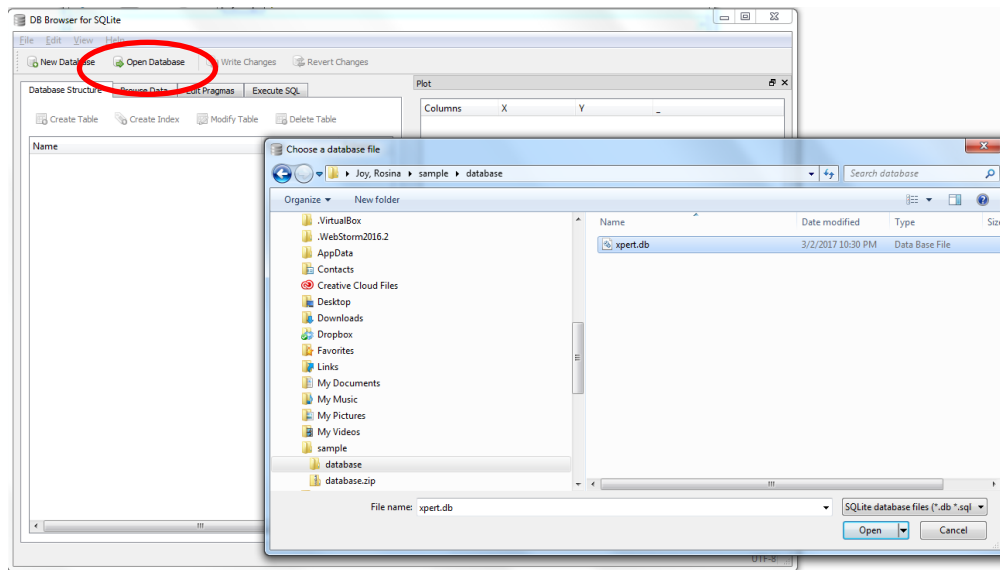 DB Browser for SQLite
File Edit View Help
New Database Open Database Write Changes Revert Changes
Database Structure Browse Data Edit Pragmas Execute SQL
Create Table Create Index Modify Table Delete Table
Name
Plot
Columns X Y _
Choose a database file
Joy, Rosina sample database
Search database
Organize New folder
.VirtualBox
.WebStorm2016.2
AppData
Contacts
Creative Cloud Files
Desktop
Downloads
Dropbox
Favorites
Links
My Documents
My Music
My Pictures
My Videos
sample
database
database.zip
Name Date modified Type Size
xpert.db 3/2/2017 10:30 PM Data Base File
File name: xpert.db
SQLite database files (*.db *.sql
Open Cancel
UTF-8